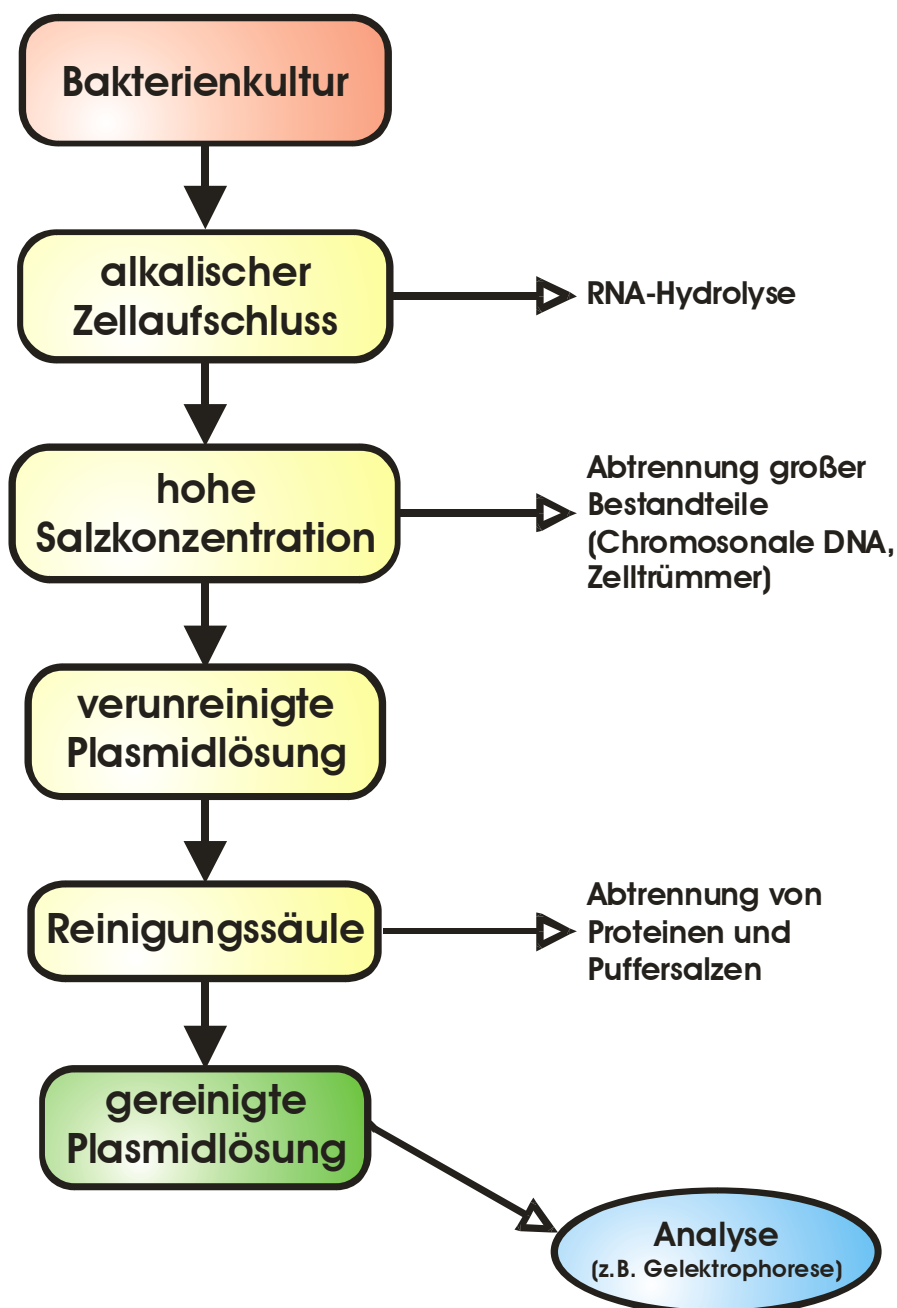 Bakterienkultur
alkalischer
Zellaufschluss
RNA-Hydrolyse
hohe
Salzkonzentration
Abtrennung großer
Bestandteile
(Chromosonale DNA,
Zelltrümmer)
verunreinigte
Plasmidlösung
Reinigungssäule
Abtrennung von
Proteinen und
Puffersalzen
gereinigte
Plasmidlösung
Analyse
(z.B. Gelektrophorese)